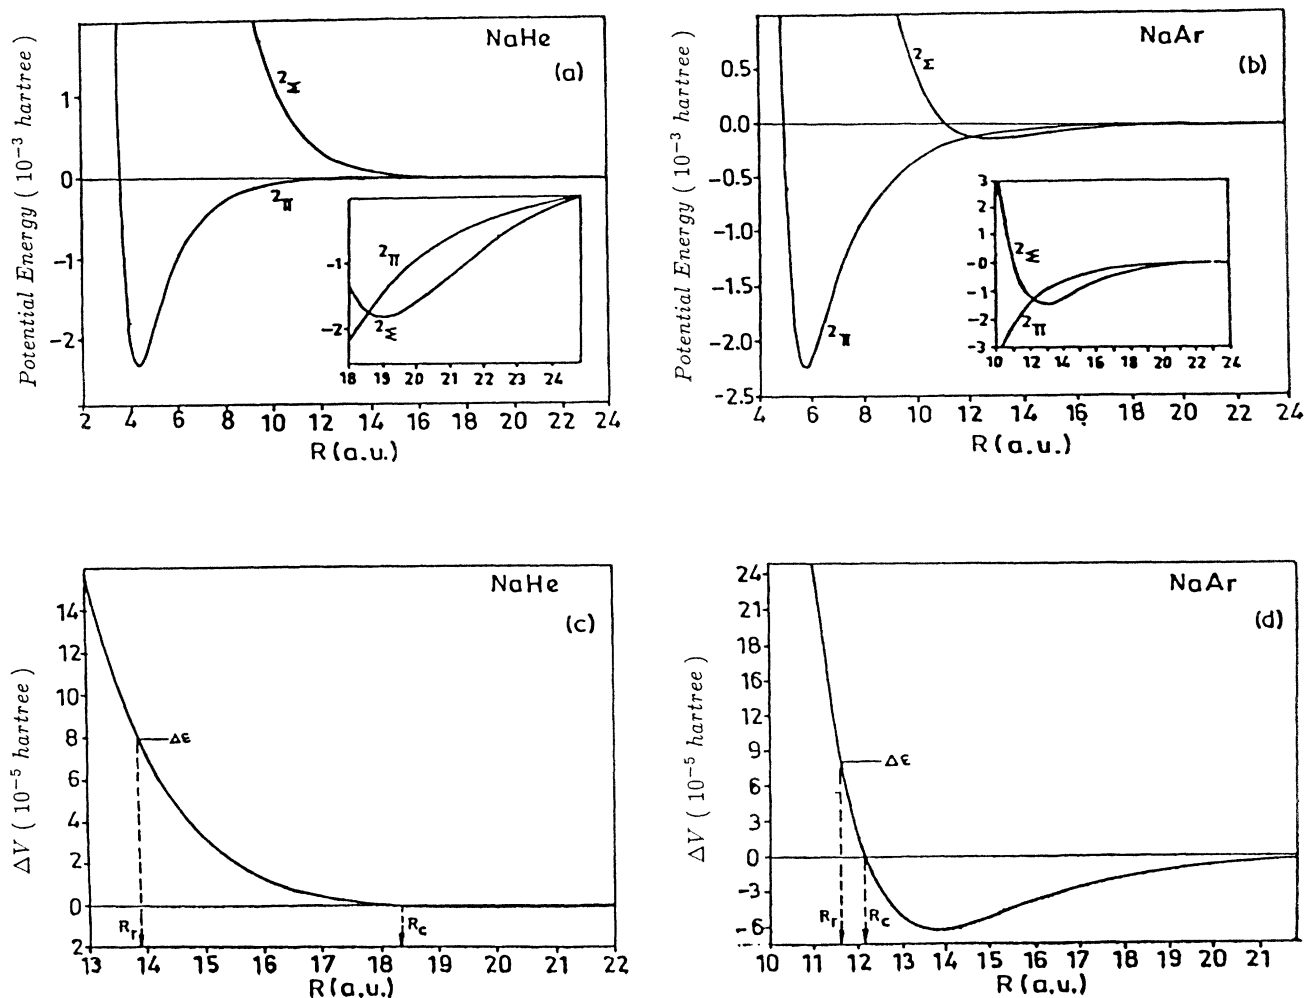 NaHe
(a)
Potential Energy ( 10⁻³ hartree )
1
0
-1
-2
²Σ
²Π
²Π
²Σ
-1
-2
18 19 20 21 22 23 24
2 4 6 8 10 12 14 16 18 20 22 24
R (a.u.)
NaAr
(b)
Potential Energy ( 10⁻³ hartree )
0.5
0.0
-0.5
-1.0
-1.5
-2.0
-2.5
²Σ
²Π
3
2
1
-0
-1
-2
-3
²Σ
²Π
10 12 14 16 18 20 22 24
4 6 8 10 12 14 16 18 20 22 24
R (a.u.)
NaHe
(c)
ΔV ( 10⁻⁵ hartree )
14
12
10
8
6
4
2
0
2
Δε
Rr
Rc
13 14 15 16 17 18 19 20 21 22
R (a.u.)
NaAr
(d)
ΔV ( 10⁻⁵ hartree )
24
21
18
16
12
9
6
3
0
-3
-6
Δε
Rr
Rc
10 11 12 13 14 15 16 17 18 19 20 21
R (a.u.)